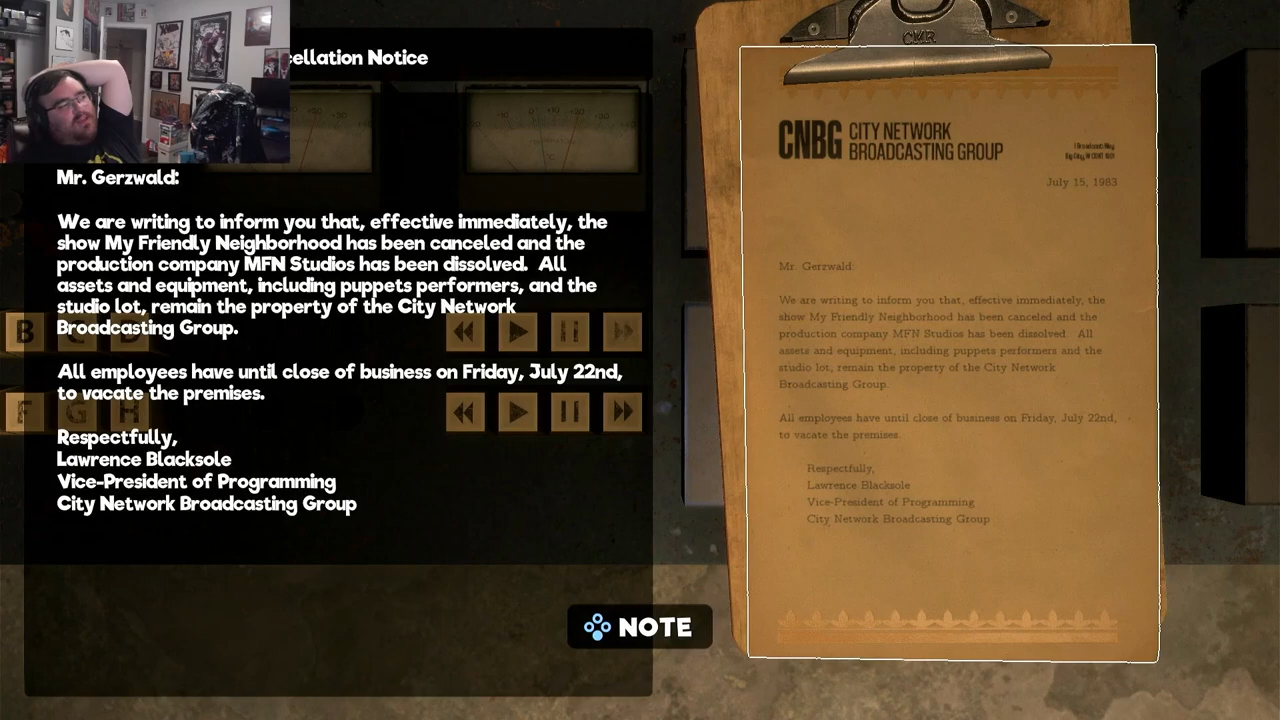 cellation Notice
Mr. Gerzwald:
We are writing to inform you that, effective immediately, the
show My Friendly Neighborhood has been canceled and the
production company MFN Studios has been dissolved.  All
assets and equipment, including puppets performers, and the
studio lot, remain the property of the City Network
Broadcasting Group.
All employees have until close of business on Friday, July 22nd,
to vacate the premises.
Respectfully,
Lawrence Blacksole
Vice-President of Programming
City Network Broadcasting Group
B C D
F G H
NOTE
CMR
CNBG CITY NETWORK
BROADCASTING GROUP
July 15, 1983
Mr. Gerzwald:
We are writing to inform you that, effective immediately, the
show My Friendly Neighborhood has been canceled and the
production company MFN Studios has been dissolved.  All
assets and equipment, including puppets performers and the
studio lot, remain the property of the City Network
Broadcasting Group.
All employees have until close of business on Friday, July 22nd,
to vacate the premises.
Respectfully,
Lawrence Blacksole
Vice-President of Programming
City Network Broadcasting Group